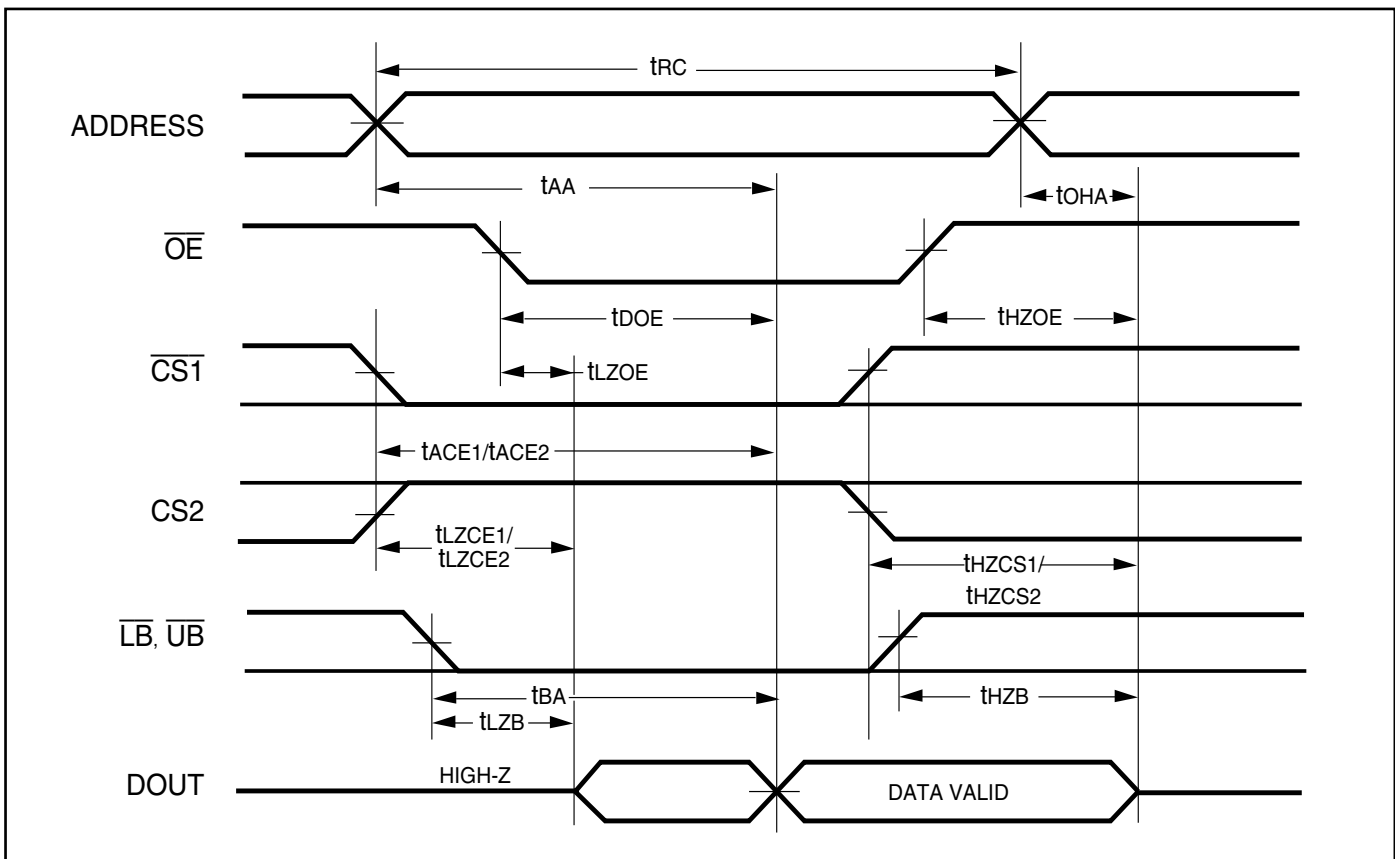 tRC
ADDRESS
tAA
tOHA
OE
tDOE
tHZOE
CS1
tLZOE
tACE1/tACE2
CS2
tLZCE1/
tLZCE2
tHZCS1/
tHZCS2
LB, UB
tBA
tHZB
tLZB
HIGH-Z
DOUT
DATA VALID